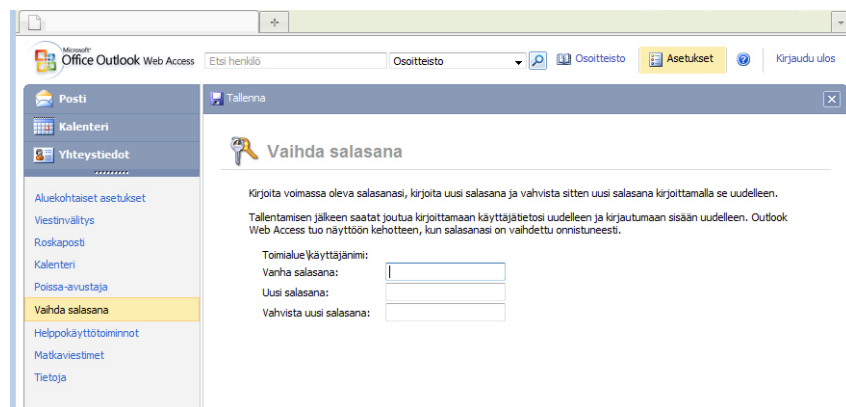 Microsoft
Office Outlook Web Access
Etsi henkilö
Osoitteisto
Osoitteisto
Asetukset
Kirjaudu ulos
Posti
Kalenteri
Yhteystiedot
Aluekohtaiset asetukset
Viestinvälitys
Roskaposti
Kalenteri
Poissa-avustaja
Vaihda salasana
Helppokäyttötoiminnot
Matkaviestimet
Tietoja
Tallenna
Vaihda salasana
Kirjoita voimassa oleva salasanasi, kirjoita uusi salasana ja vahvista sitten uusi salasana kirjoittamalla se uudelleen.
Tallentamisen jälkeen saatat joutua kirjoittamaan käyttäjätietosi uudelleen ja kirjautumaan sisään uudelleen. Outlook
Web Access tuo näyttöön kehotteen, kun salasanasi on vaihdettu onnistuneesti.
Toimialue\käyttäjänimi:
Vanha salasana:
Uusi salasana:
Vahvista uusi salasana: